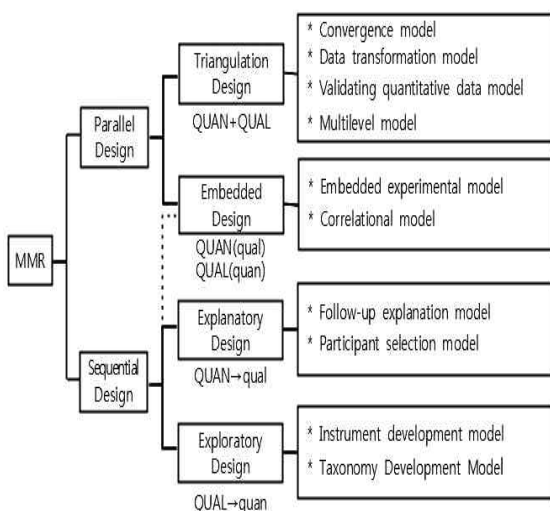 MMR
Parallel
Design
Sequential
Design
Triangulation
Design
QUAN+QUAL
* Convergence model
* Data transformation model
* Validating quantitative data model
* Multilevel model
Embedded
Design
QUAN(qual)
QUAL(quan)
* Embedded experimental model
* Correlational model
Explanatory
Design
QUAN→qual
* Follow-up explanation model
* Participant selection model
Exploratory
Design
QUAL→quan
* Instrument development model
* Taxonomy Development Model